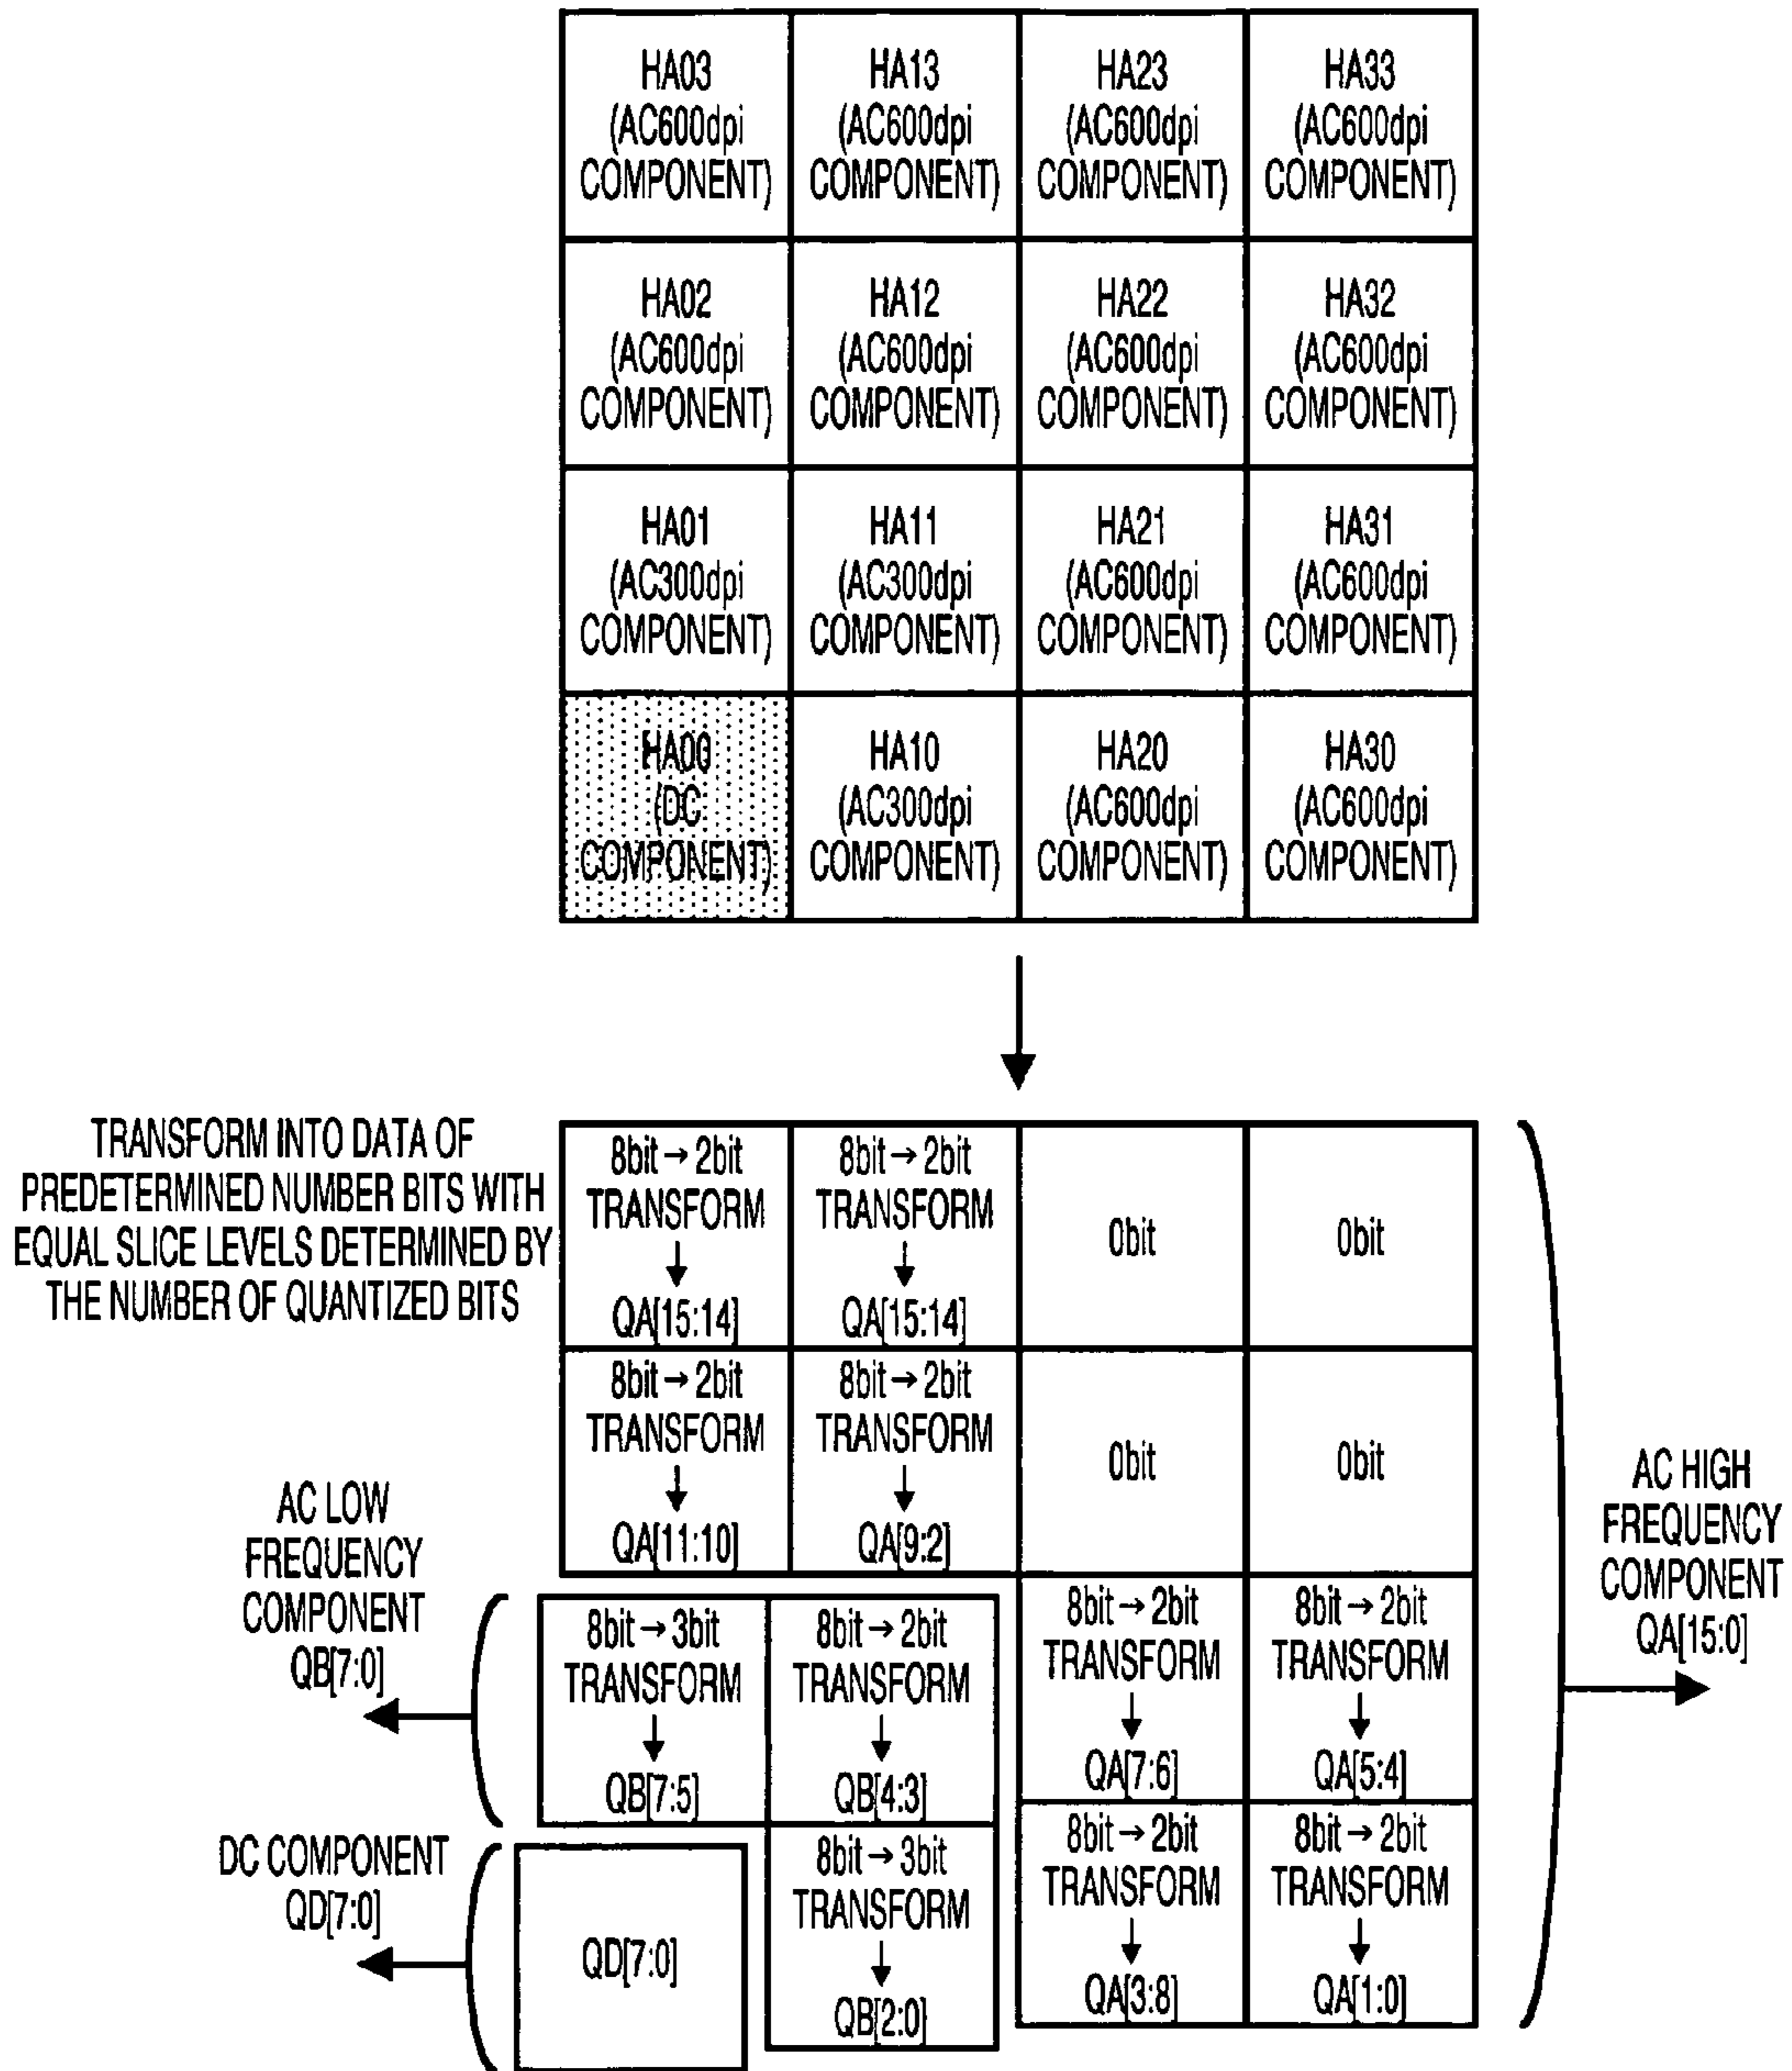 HA03
(AC600dpi
COMPONENT)
HA13
(AC600dpi
COMPONENT)
HA23
(AC600dpi
COMPONENT)
HA33
(AC600dpi
COMPONENT)
HA02
(AC600dpi
COMPONENT)
HA12
(AC600dpi
COMPONENT)
HA22
(AC600dpi
COMPONENT)
HA32
(AC600dpi
COMPONENT)
HA01
(AC300dpi
COMPONENT)
HA11
(AC300dpi
COMPONENT)
HA21
(AC600dpi
COMPONENT)
HA31
(AC600dpi
COMPONENT)
HA00
(DC
COMPONENT)
HA10
(AC300dpi
COMPONENT)
HA20
(AC600dpi
COMPONENT)
HA30
(AC600dpi
COMPONENT)
TRANSFORM INTO DATA OF
PREDETERMINED NUMBER BITS WITH
EQUAL SLICE LEVELS DETERMINED BY
THE NUMBER OF QUANTIZED BITS
8bit → 2bit
TRANSFORM
↓
QA[15:14]
8bit → 2bit
TRANSFORM
↓
QA[15:14]
0bit
0bit
8bit → 2bit
TRANSFORM
↓
QA[11:10]
8bit → 2bit
TRANSFORM
↓
QA[9:2]
0bit
0bit
AC LOW
FREQUENCY
COMPONENT
QB[7:0]
8bit → 3bit
TRANSFORM
↓
QB[7:5]
8bit → 2bit
TRANSFORM
↓
QB[4:3]
8bit → 2bit
TRANSFORM
↓
QA[7:6]
8bit → 2bit
TRANSFORM
↓
QA[5:4]
AC HIGH
FREQUENCY
COMPONENT
QA[15:0]
DC COMPONENT
QD[7:0]
QD[7:0]
8bit → 3bit
TRANSFORM
↓
QB[2:0]
8bit → 2bit
TRANSFORM
↓
QA[3:8]
8bit → 2bit
TRANSFORM
↓
QA[1:0]